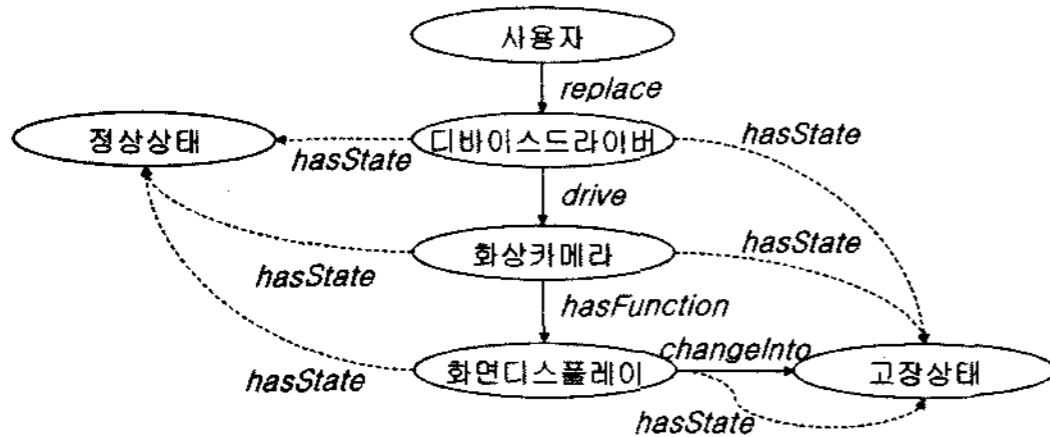 사용자
replace
정상상태
디바이스드라이버
hasState
hasState
drive
화상카메라
hasState
hasState
hasFunction
화면디스플레이
changeInto
고장상태
hasState
hasState